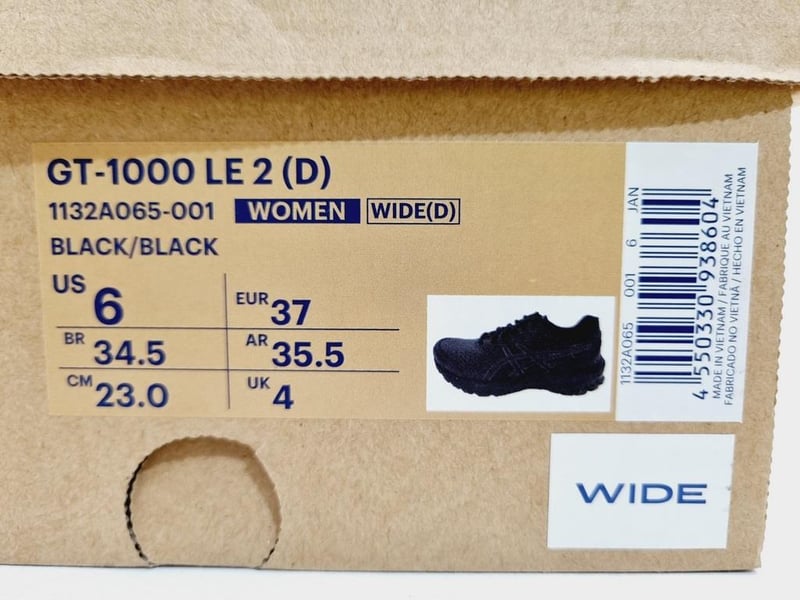 GT-1000 LE 2 (D)
1132A065-001 WOMEN WIDE(D)
BLACK/BLACK
US 6 EUR 37
BR 34.5 AR 35.5
CM 23.0 UK 4
1132A065 001 6 JAN
4 550330 938604
MADE IN VIETNAM / FABRIQUE AU VIETNAM
FABRICADO NO VIETNÃ / HECHO EN VIETNAM
WIDE